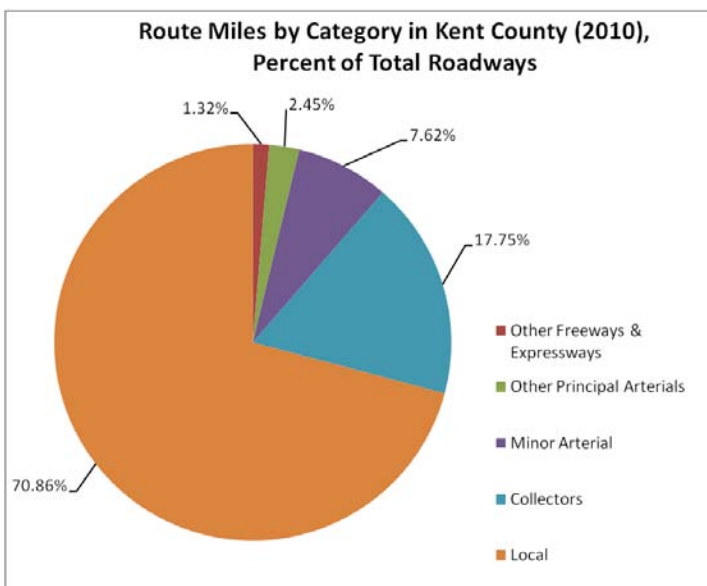 Route Miles by Category in Kent County (2010),
Percent of Total Roadways
1.32%
2.45%
7.62%
17.75%
70.86%
Other Freeways &
Expressways
Other Principal Arterials
Minor Arterial
Collectors
Local